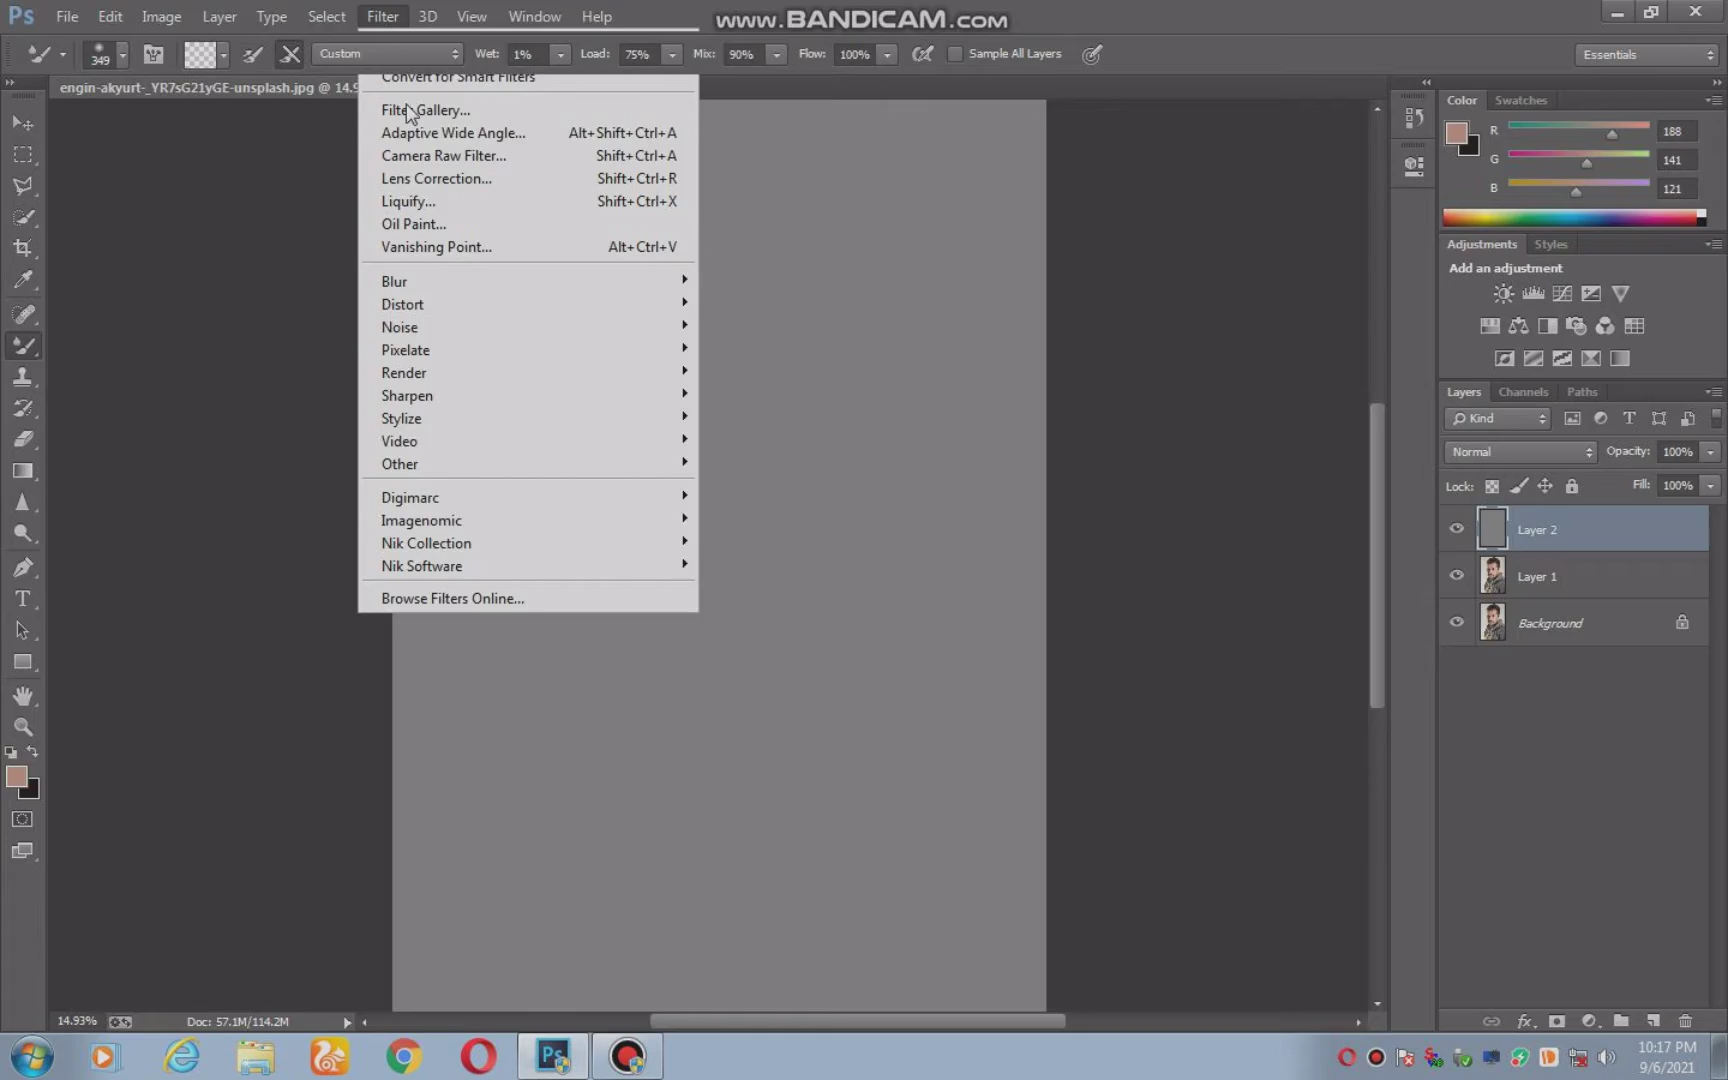 Ps File Edit Image Layer Type Select Filter 3D View Window Help
www.BANDICAM.com
349 Custom Wet: 1% Load: 75% Mix: 90% Flow: 100% Sample All Layers Essentials
engin-akyurt-_YR7sG21yGE-unsplash.jpg @ 14.9
Convert for Smart Filters
Filter Gallery...
Adaptive Wide Angle... Alt+Shift+Ctrl+A
Camera Raw Filter... Shift+Ctrl+A
Lens Correction... Shift+Ctrl+R
Liquify... Shift+Ctrl+X
Oil Paint...
Vanishing Point... Alt+Ctrl+V
Blur
Distort
Noise
Pixelate
Render
Sharpen
Stylize
Video
Other
Digimarc
Imagenomic
Nik Collection
Nik Software
Browse Filters Online...
Color Swatches
R 188
G 141
B 121
Adjustments Styles
Add an adjustment
Layers Channels Paths
Kind
Normal Opacity: 100%
Lock: Fill: 100%
Layer 2
Layer 1
Background
14.93% Doc: 57.1M/114.2M
10:17 PM
9/6/2021